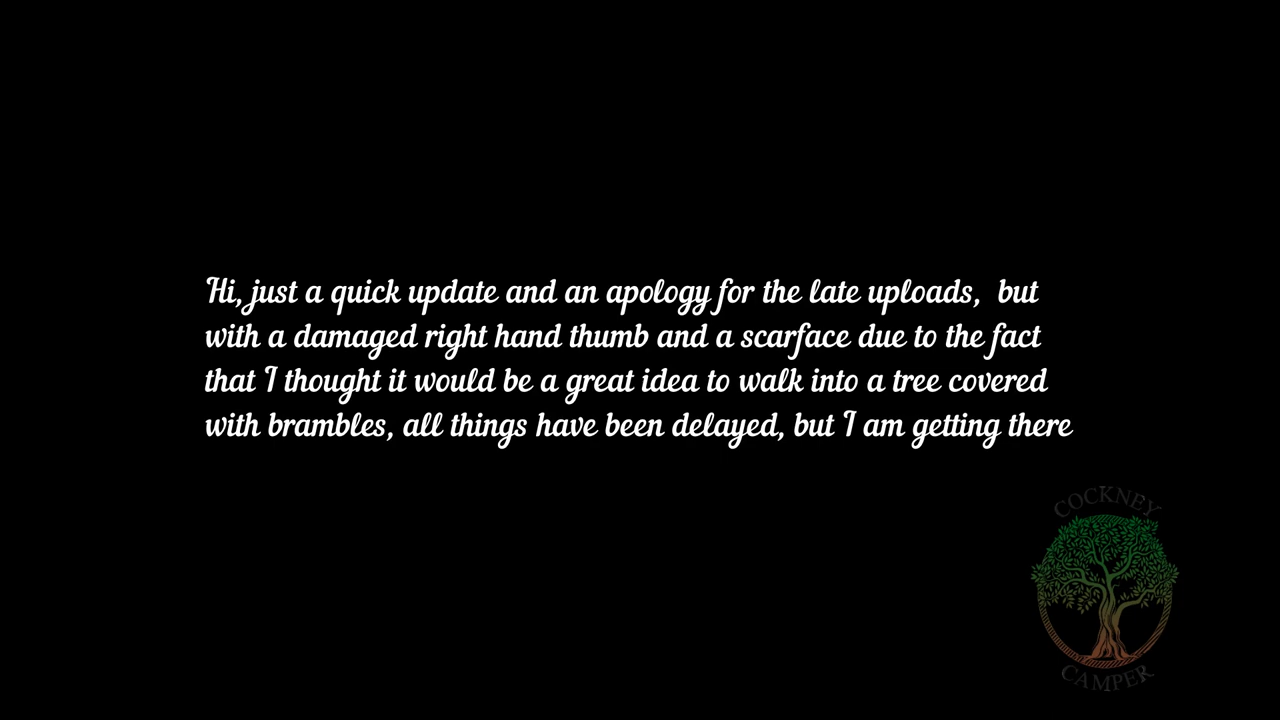 Hi, just a quick update and an apology for the late uploads,  but
with a damaged right hand thumb and a scarface due to the fact
that I thought it would be a great idea to walk into a tree covered
with brambles, all things have been delayed, but I am getting there
COCKNEY
CAMPER